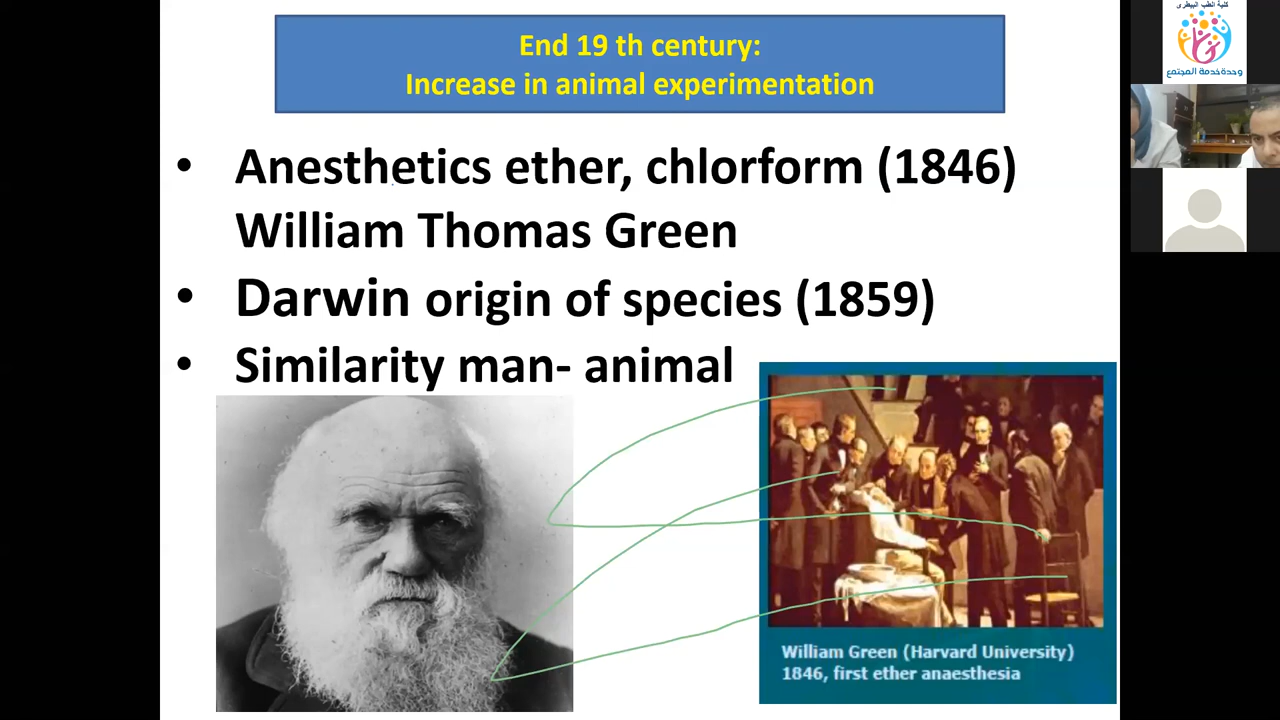 End 19 th century:
Increase in animal experimentation
• Anesthetics ether, chlorform (1846)
William Thomas Green
• Darwin origin of species (1859)
• Similarity man- animal
William Green (Harvard University)
1846, first ether anaesthesia
كلية الطب البيطرى
وحدة خدمة المجتمع